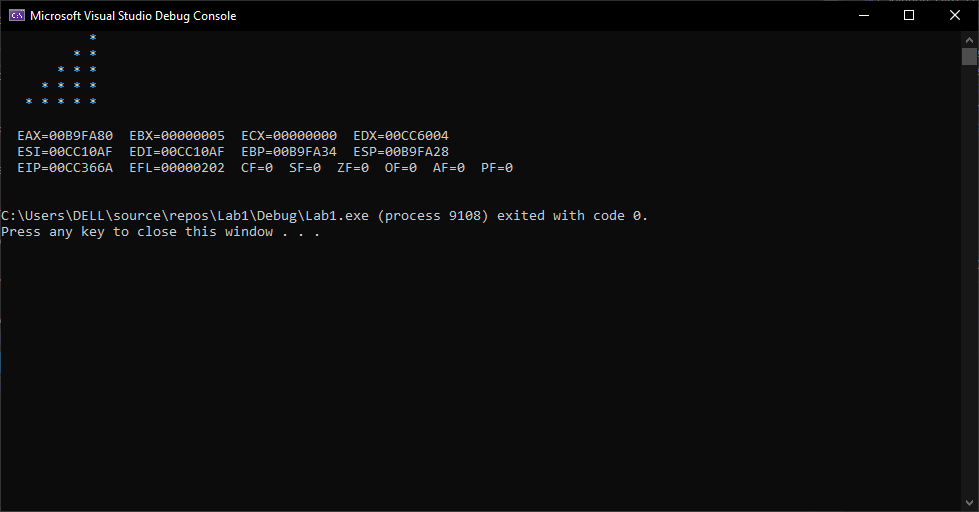 Microsoft Visual Studio Debug Console
*
* *
* * *
* * * *
* * * * *
EAX=00B9FA80  EBX=00000005  ECX=00000000  EDX=00CC6004
ESI=00CC10AF  EDI=00CC10AF  EBP=00B9FA34  ESP=00B9FA28
EIP=00CC366A  EFL=00000202  CF=0  SF=0  ZF=0  OF=0  AF=0  PF=0
C:\Users\DELL\source\repos\Lab1\Debug\Lab1.exe (process 9108) exited with code 0.
Press any key to close this window . . .